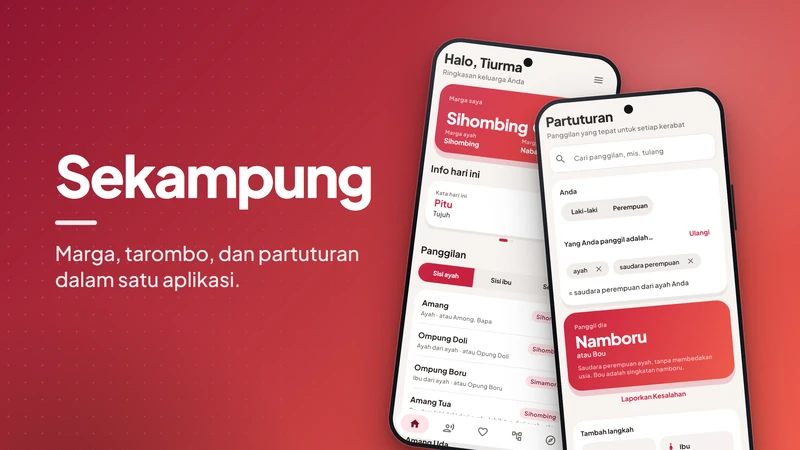 Sekampung
Marga, tarombo, dan partuturan
dalam satu aplikasi.
Halo, Tiurma
Ringkasan keluarga Anda
Marga saya
Sihombing
Marga ayah
Sihombing
Info hari ini
Kata hari ini
Pitu
Tujuh
Panggilan
Sisi ayah
Sisi ibu
Amang
Ayah · atau Among, Bapa
Ompung Doli
Ayah dari ayah · atau Opung Doli
Ompung Boru
Ibu dari ayah · atau Opung Boru
Simamora
Amang Tua
Sihombing
Amang Uda
Partuturan
Panggilan yang tepat untuk setiap kerabat
Cari panggilan, mis. tulang
Anda
Laki-laki Perempuan
Yang Anda panggil adalah… Ulangi
ayah × saudara perempuan ×
= saudara perempuan dari ayah Anda
Panggil dia
Namboru
atau Bou
Saudara perempuan ayah, tanpa membedakan
usia. Bou adalah singkatan namboru.
Laporkan Kesalahan
Tambah langkah
Ibu